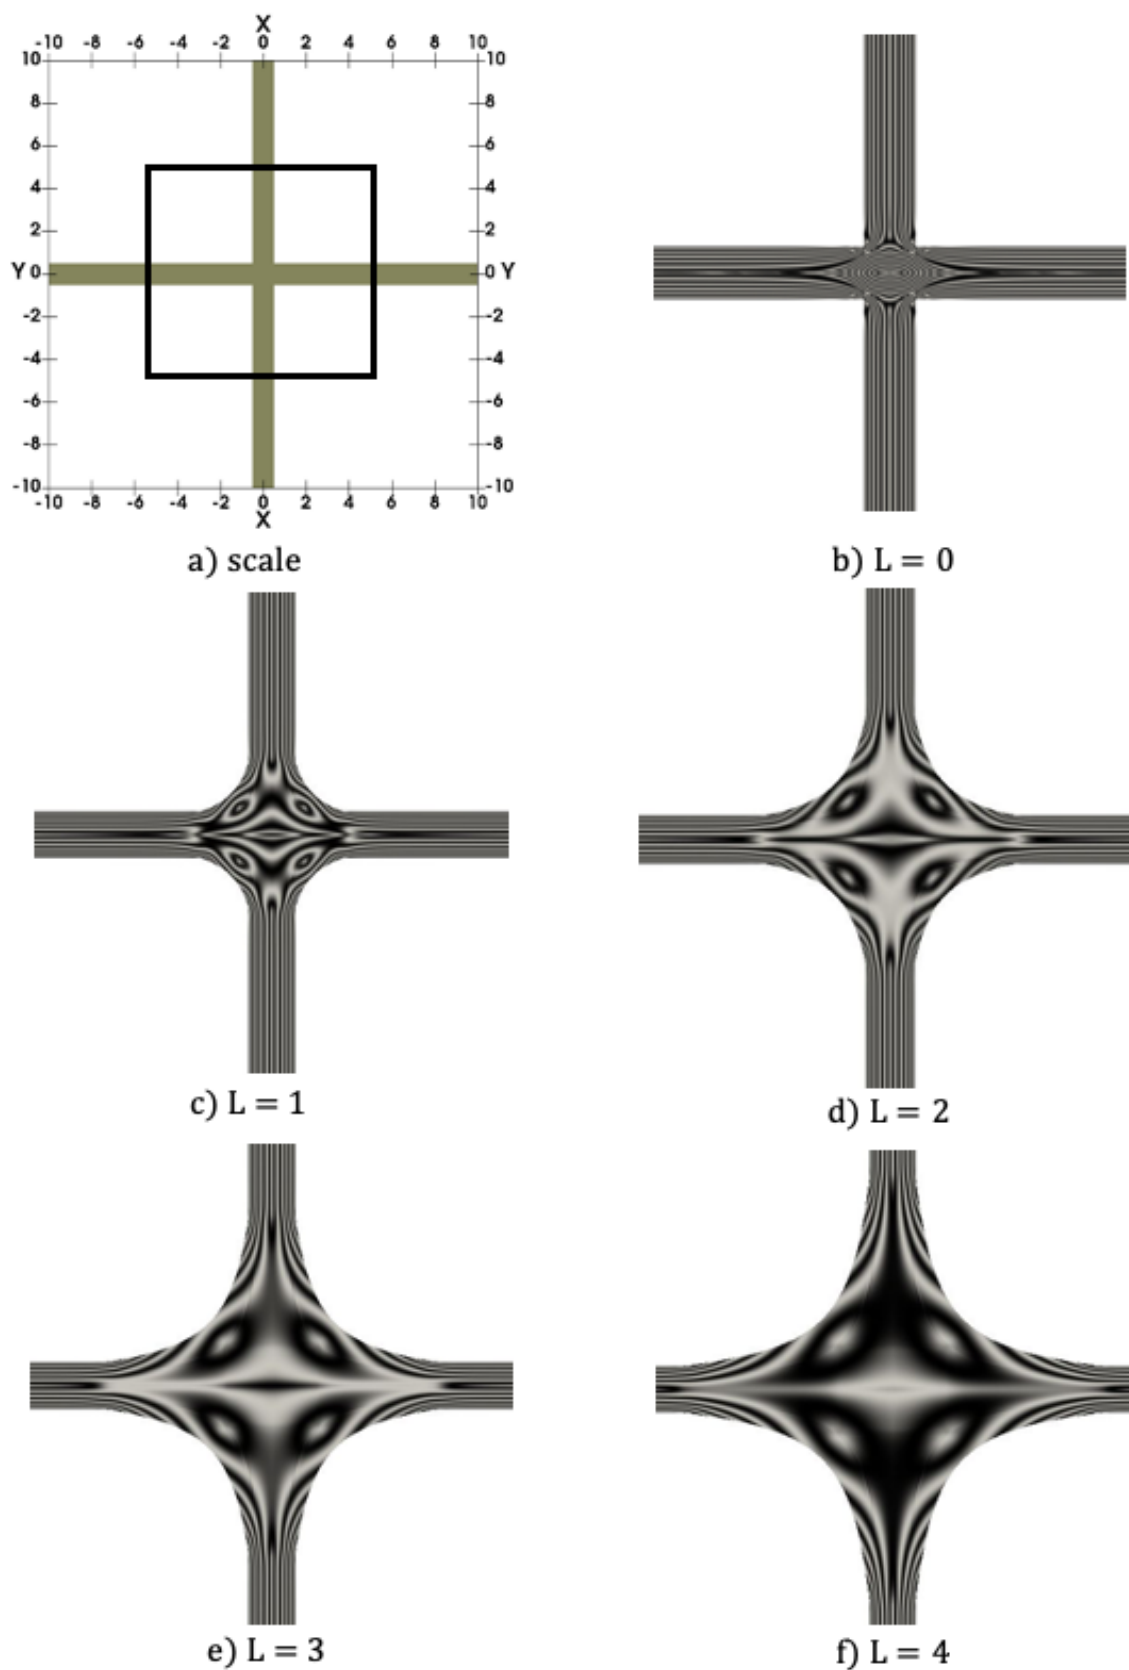 X
-10 -8 -6 -4 -2 0 2 4 6 8 10
10 10
8 8
6 6
4 4
2 2
Y 0 0 Y
-2 -2
-4 -4
-6 -6
-8 -8
-10 -10
-10 -8 -6 -4 -2 0 2 4 6 8 10
X
a) scale
b) L = 0
c) L = 1
d) L = 2
e) L = 3
f) L = 4